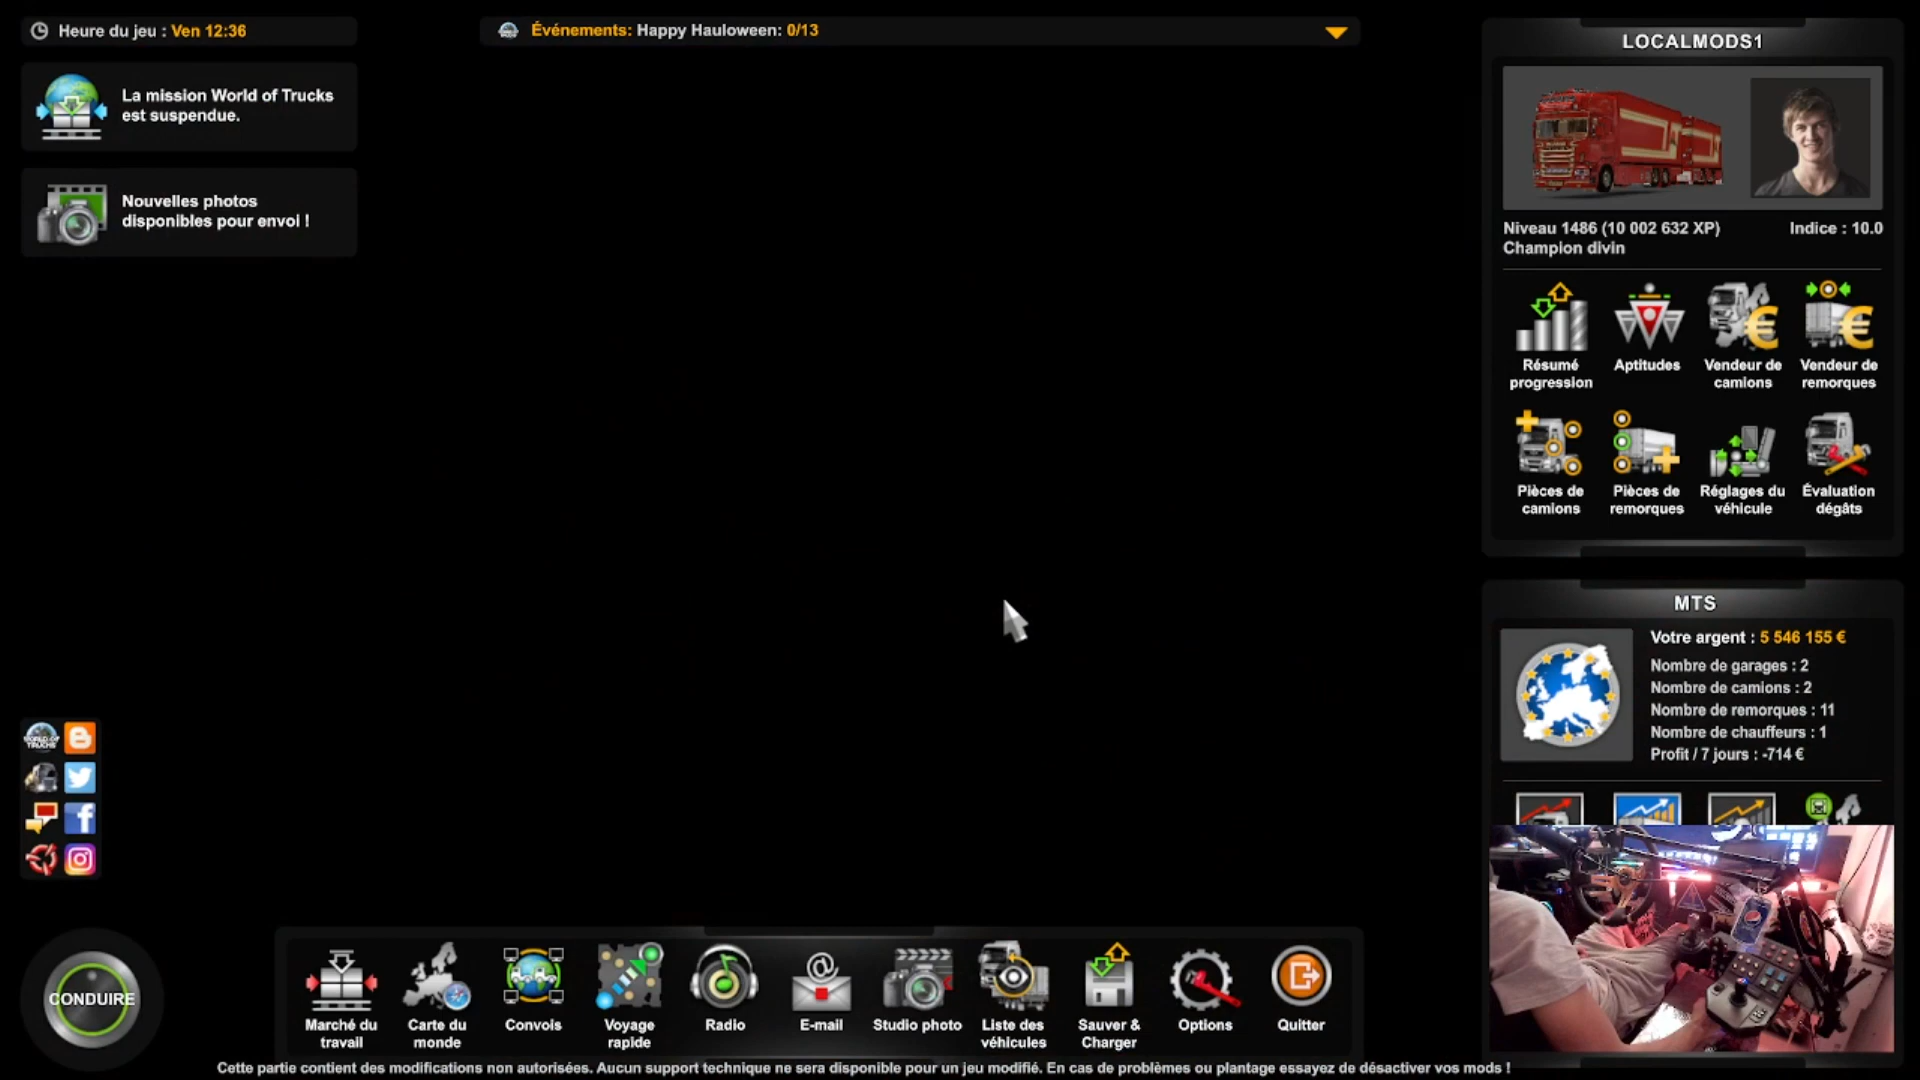 Heure du jeu : Ven 12:36
Événements: Happy Hauloween: 0/13
La mission World of Trucks
est suspendue.
Nouvelles photos
disponibles pour envoi !
LOCALMODS1
Niveau 1486 (10 002 632 XP)
Indice : 10.0
Champion divin
Résumé
progression
Aptitudes
Vendeur de
camions
Vendeur de
remorques
Pièces de
camions
Pièces de
remorques
Réglages du
véhicule
Évaluation
dégâts
MTS
Votre argent : 5 546 155 €
Nombre de garages : 2
Nombre de camions : 2
Nombre de remorques : 11
Nombre de chauffeurs : 1
Profit / 7 jours : -714 €
WORLD OF
TRUCKS
CONDUIRE
Marché du
travail
Carte du
monde
Convois
Voyage
rapide
Radio
E-mail
Studio photo
Liste des
véhicules
Sauver &
Charger
Options
Quitter
Cette partie contient des modifications non autorisées. Aucun support technique ne sera disponible pour un jeu modifié. En cas de problèmes ou plantage essayez de désactiver vos mods !